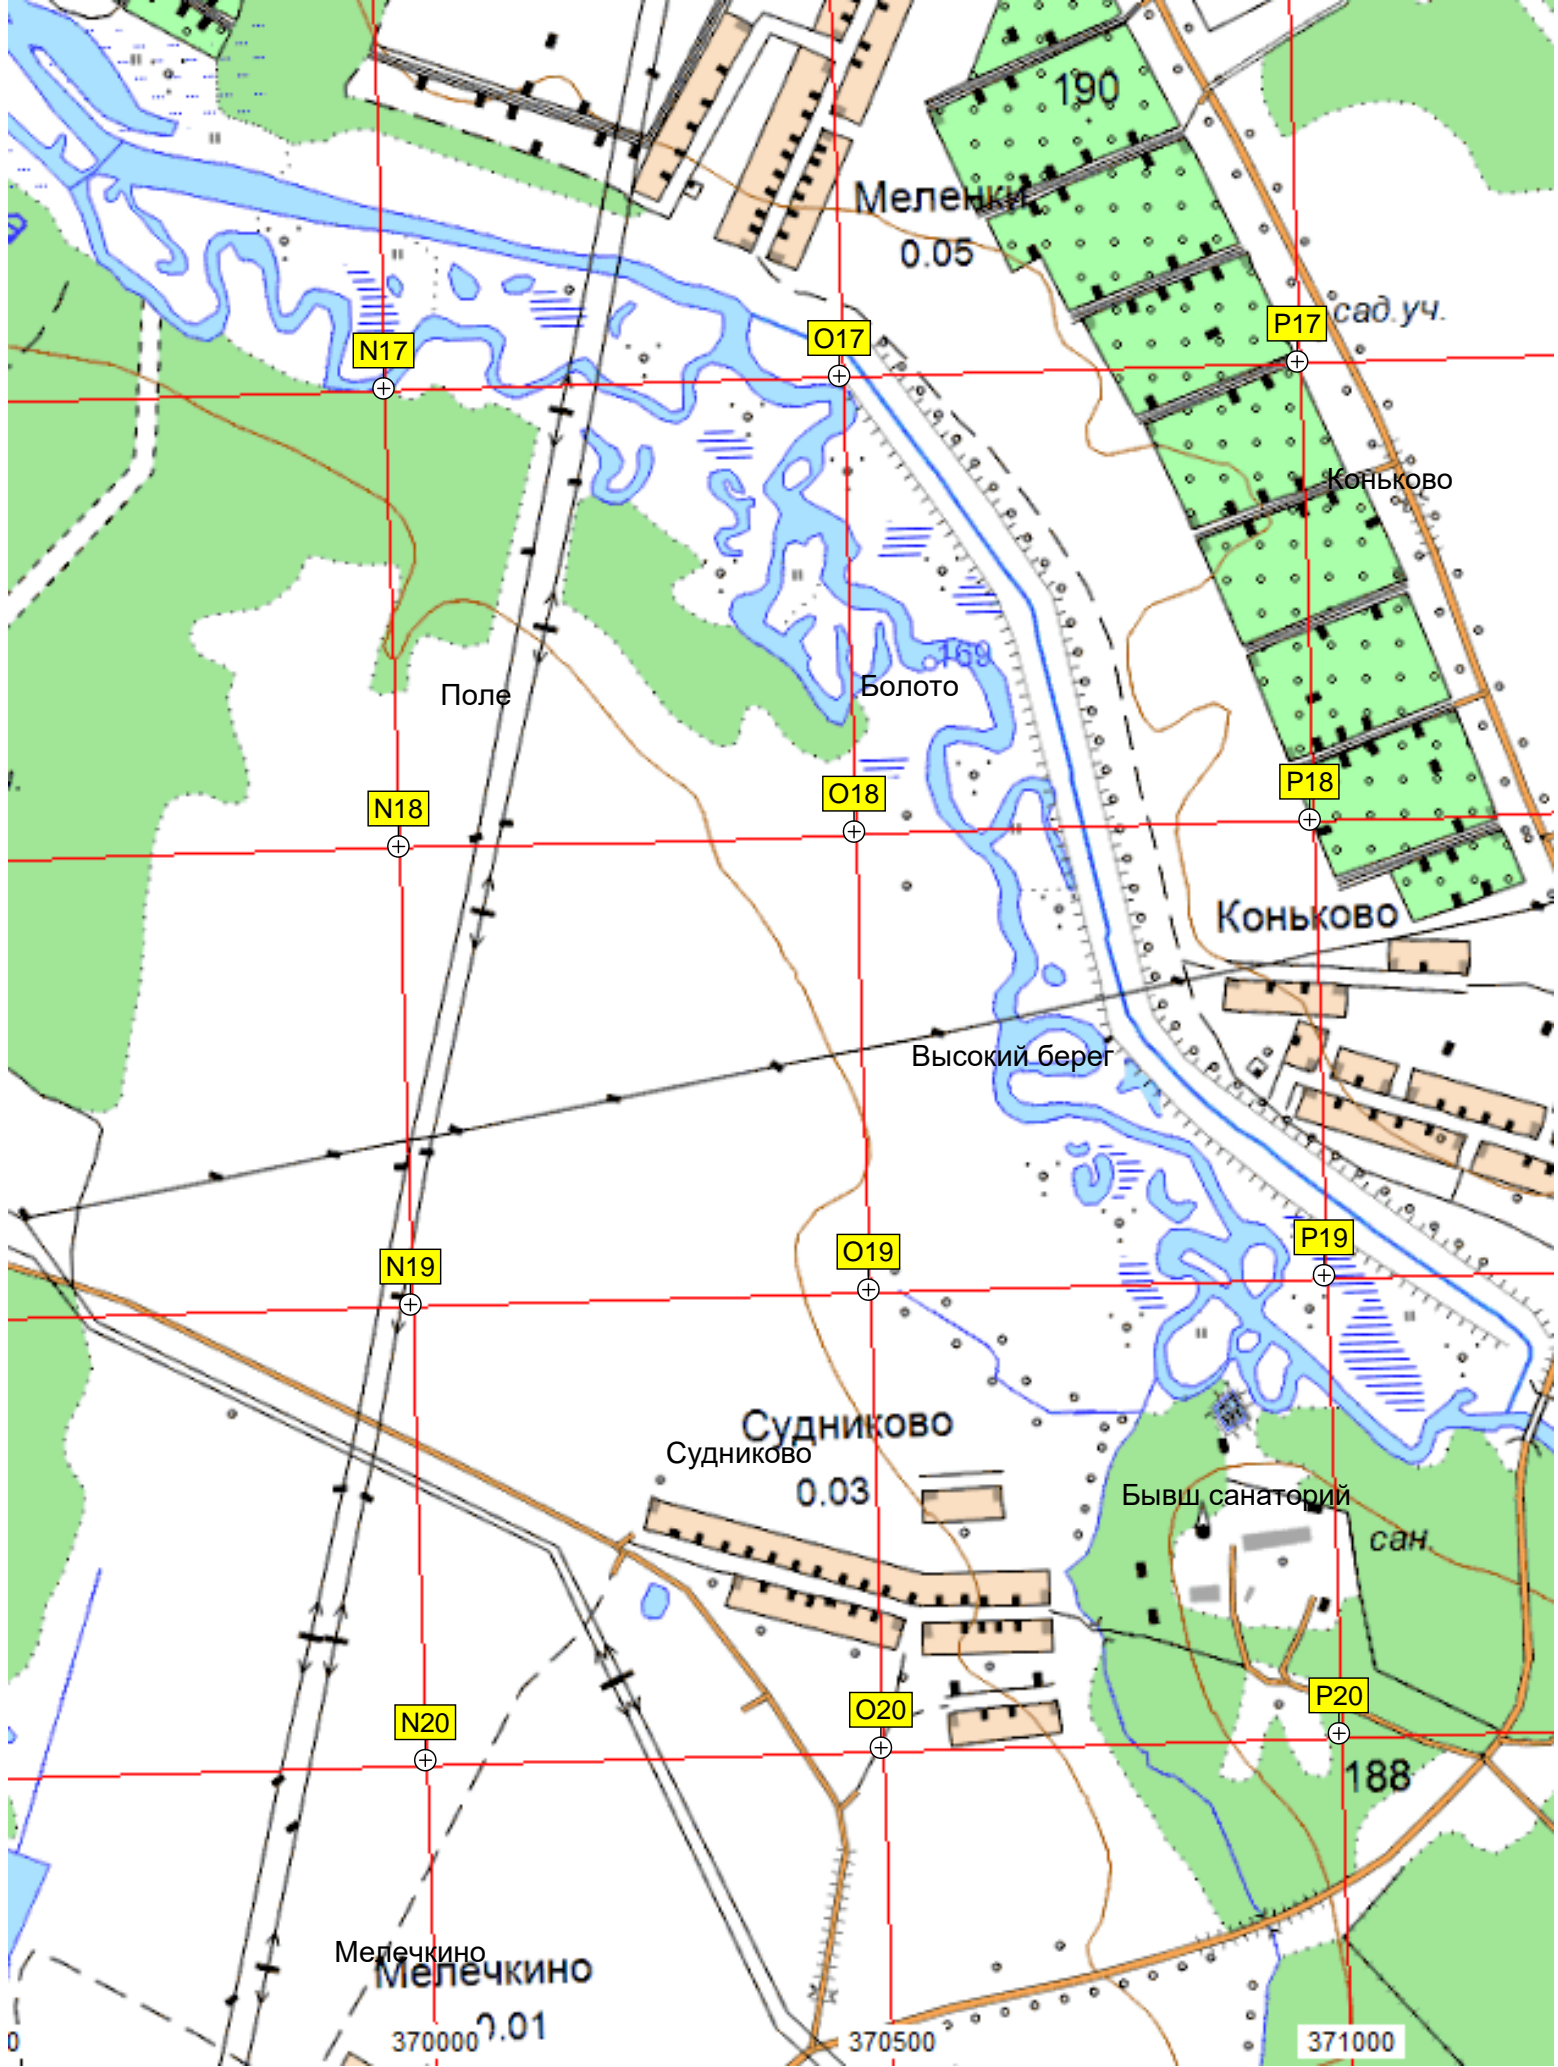 190
Меленки
0.05
сад.уч.
P17
O17
N17
Коньково
169
Болото
Поле
P18
O18
N18
Коньково
Высокий берег
P19
O19
N19
Судниково
Судниково
0.03
Бывш санаторий
сан.
P20
O20
N20
188
Мелечкино
Мелечкино
0.01
0
370000
370500
371000